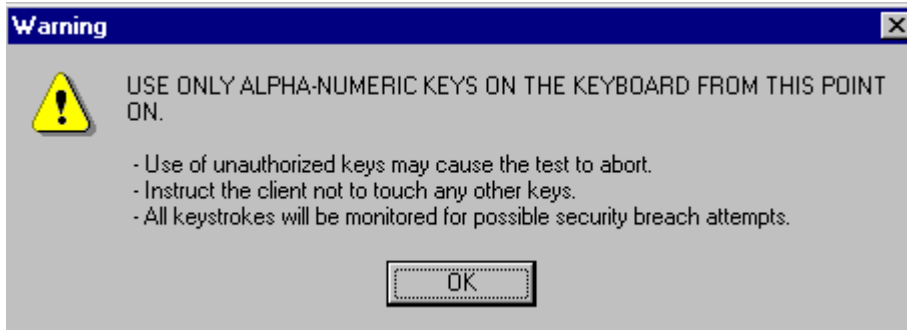 Warning
USE ONLY ALPHA-NUMERIC KEYS ON THE KEYBOARD FROM THIS POINT
ON.
- Use of unauthorized keys may cause the test to abort.
- Instruct the client not to touch any other keys.
- All keystrokes will be monitored for possible security breach attempts.
OK